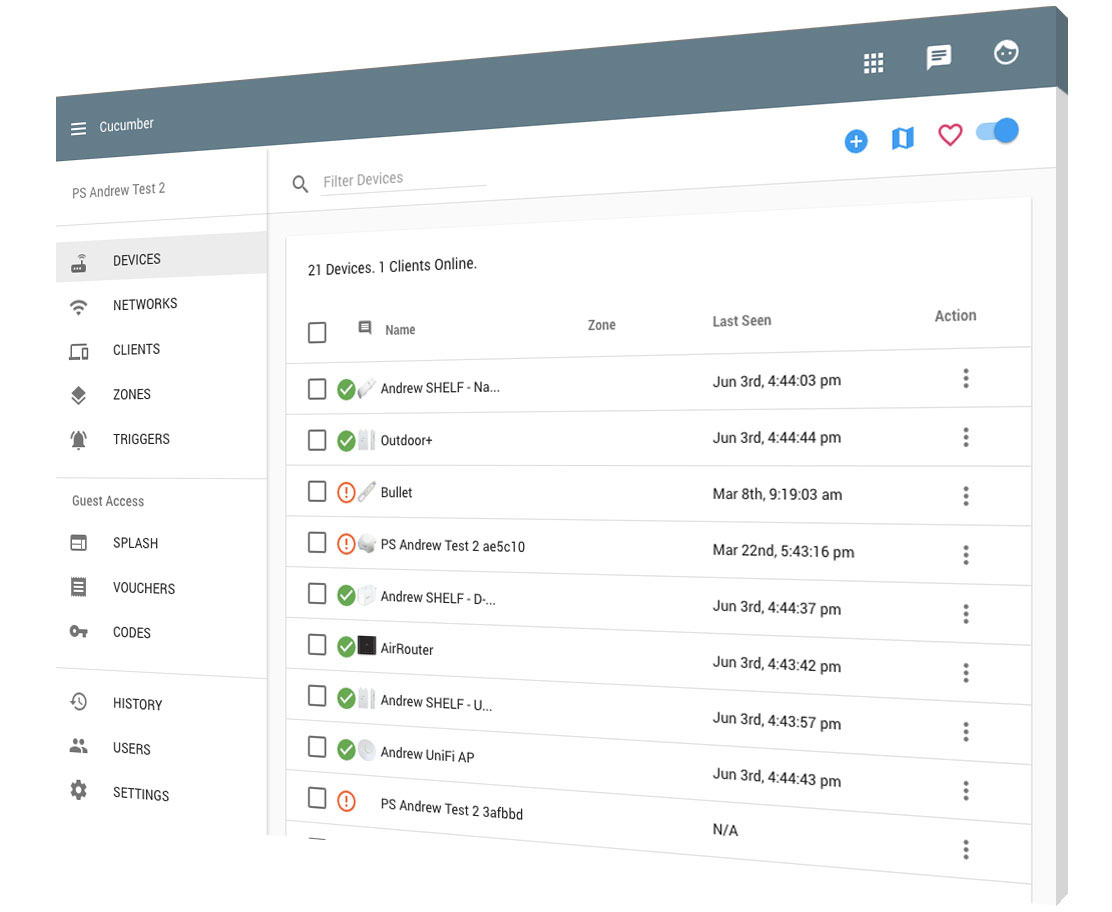 Cucumber
PS Andrew Test 2
Filter Devices
DEVICES
NETWORKS
CLIENTS
ZONES
TRIGGERS
Guest Access
SPLASH
VOUCHERS
CODES
HISTORY
USERS
SETTINGS
21 Devices. 1 Clients Online.
Name Zone Last Seen Action
Andrew SHELF - Na... Jun 3rd, 4:44:03 pm
Outdoor+ Jun 3rd, 4:44:44 pm
Bullet Mar 8th, 9:19:03 am
PS Andrew Test 2 ae5c10 Mar 22nd, 5:43:16 pm
Andrew SHELF - D-... Jun 3rd, 4:44:37 pm
AirRouter Jun 3rd, 4:43:42 pm
Andrew SHELF - U... Jun 3rd, 4:43:57 pm
Andrew UniFi AP Jun 3rd, 4:44:43 pm
PS Andrew Test 2 3afbbd N/A